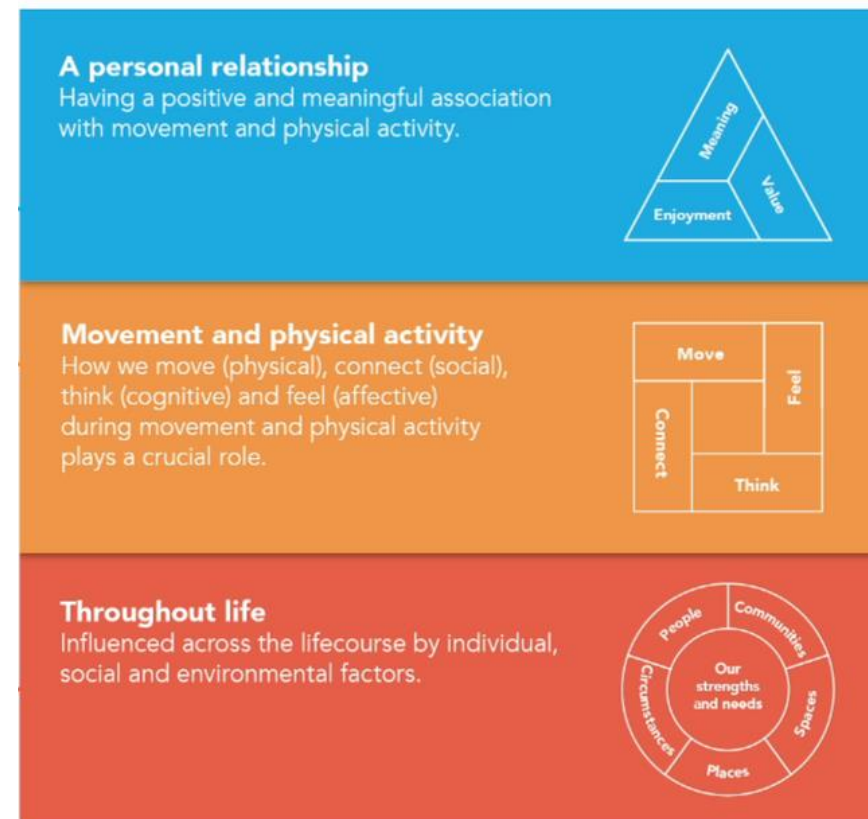 A personal relationship
Having a positive and meaningful association
with movement and physical activity.
Meaning
Value
Enjoyment
Movement and physical activity
How we move (physical), connect (social),
think (cognitive) and feel (affective)
during movement and physical activity
plays a crucial role.
Move
Feel
Connect
Think
Throughout life
Influenced across the lifecourse by individual,
social and environmental factors.
People
Communities
Circumstances
Our
strengths
and needs
Spaces
Places